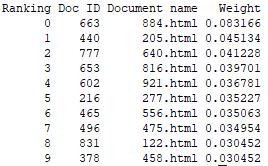 Ranking Doc ID Document name Weight
0 663 884.html 0.083166
1 440 205.html 0.045134
2 777 640.html 0.041228
3 653 816.html 0.039701
4 602 921.html 0.036781
5 216 277.html 0.035227
6 465 556.html 0.035063
7 496 475.html 0.034954
8 831 122.html 0.030452
9 378 458.html 0.030452